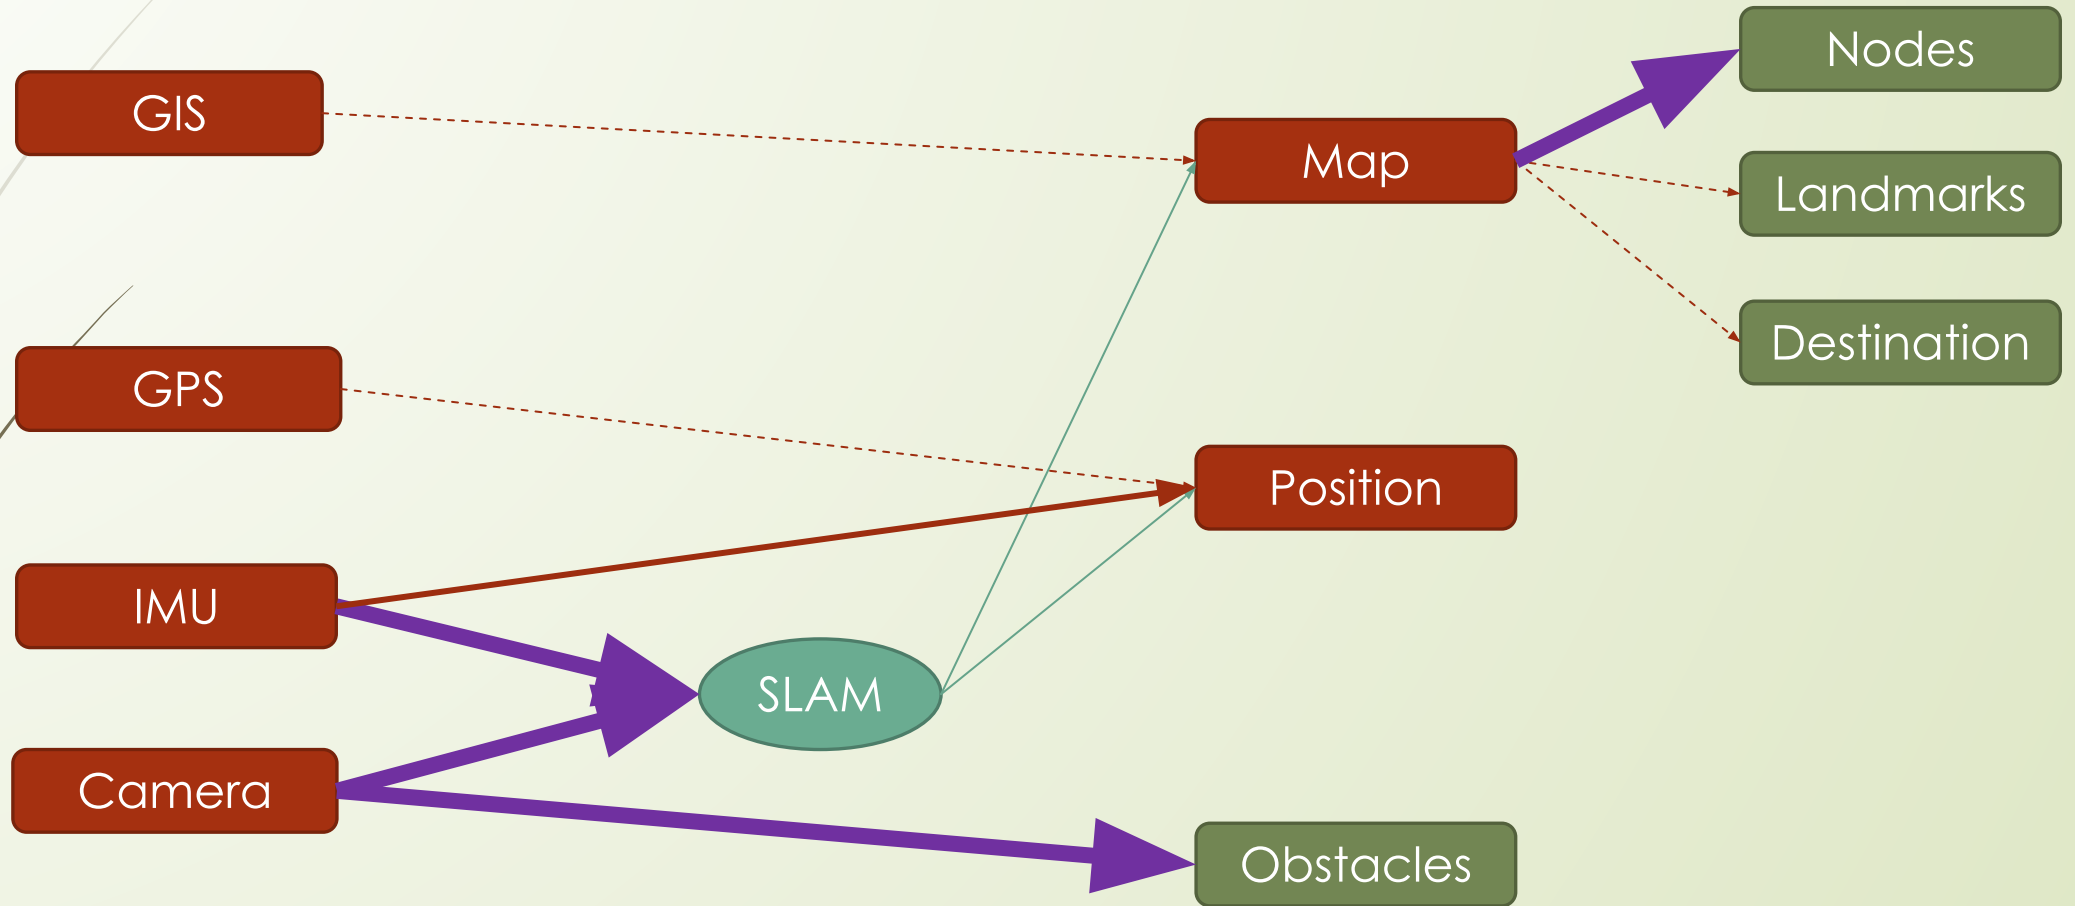 GIS
GPS
IMU
Camera
SLAM
Map
Position
Obstacles
Nodes
Landmarks
Destination